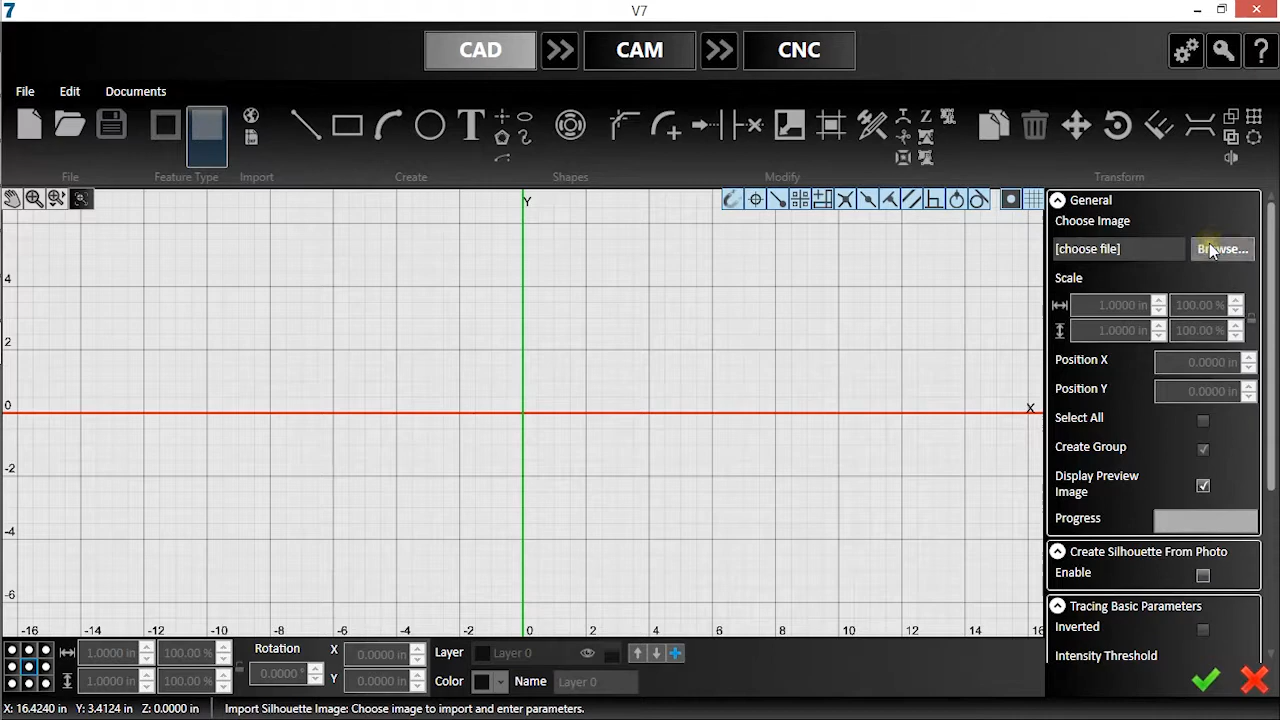 7
V7
CAD
CAM
CNC
File
Edit
Documents
File
Feature Type
Import
Create
Shapes
Modify
Transform
Y
4
2
0
-2
-4
-6
X
-16
-14
-12
-10
-8
-6
-4
-2
0
2
4
6
8
10
12
14
16
General
Choose Image
[choose file]
Browse...
Scale
1.0000 in
100.00 %
1.0000 in
100.00 %
Position X
0.0000 in
Position Y
0.0000 in
Select All
Create Group
Display Preview
Image
Progress
Create Silhouette From Photo
Enable
Tracing Basic Parameters
Inverted
Intensity Threshold
1.0000 in
100.00 %
1.0000 in
100.00 %
Rotation
0.0000 °
X
0.0000 in
Y
0.0000 in
Layer
Layer 0
Color
Name
Layer 0
X: 16.4240 in Y: 3.4124 in Z: 0.0000 in
Import Silhouette Image: Choose image to import and enter parameters.